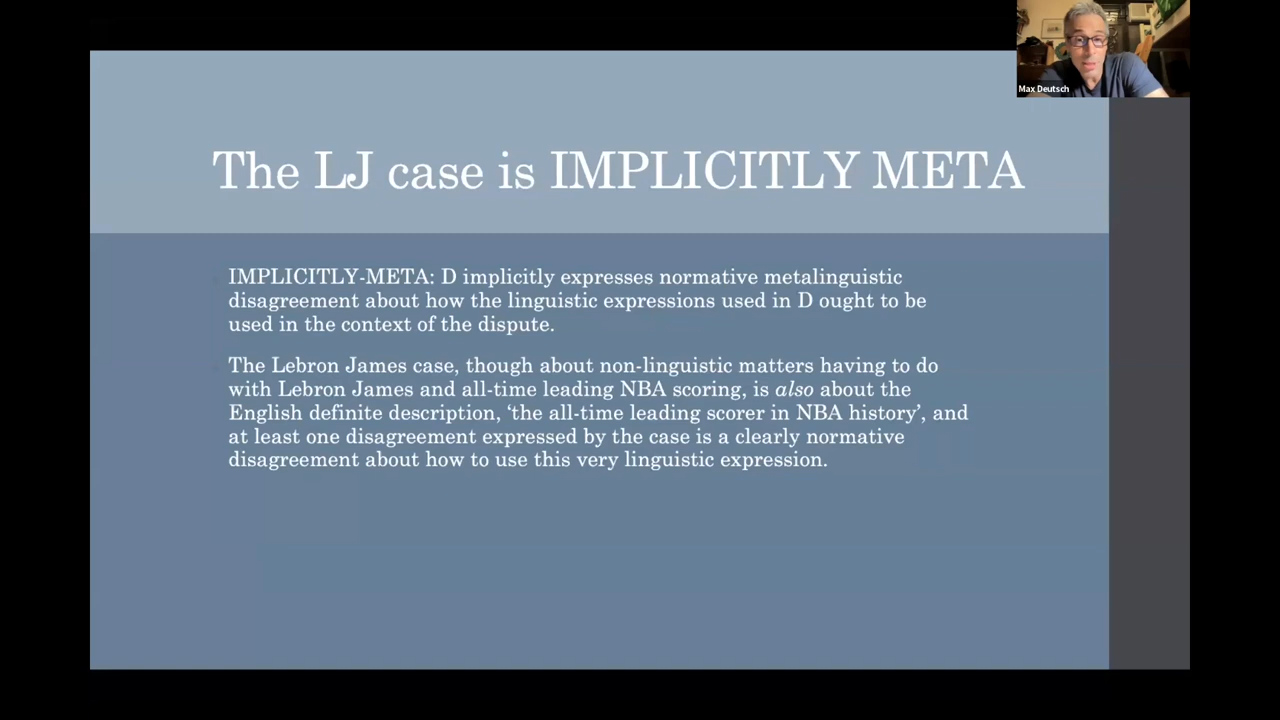 Max Deutsch
The LJ case is IMPLICITLY META
IMPLICITLY-META: D implicitly expresses normative metalinguistic
disagreement about how the linguistic expressions used in D ought to be
used in the context of the dispute.
The Lebron James case, though about non-linguistic matters having to do
with Lebron James and all-time leading NBA scoring, is also about the
English definite description, ‘the all-time leading scorer in NBA history’, and
at least one disagreement expressed by the case is a clearly normative
disagreement about how to use this very linguistic expression.